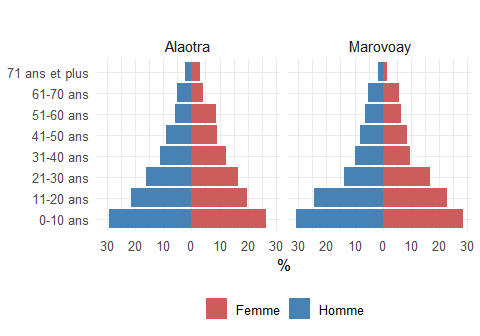 Alaotra Marovoay
71 ans et plus
61-70 ans
51-60 ans
41-50 ans
31-40 ans
21-30 ans
11-20 ans
0-10 ans
30 20 10 0 10 20 30 30 20 10 0 10 20 30
%
Femme Homme